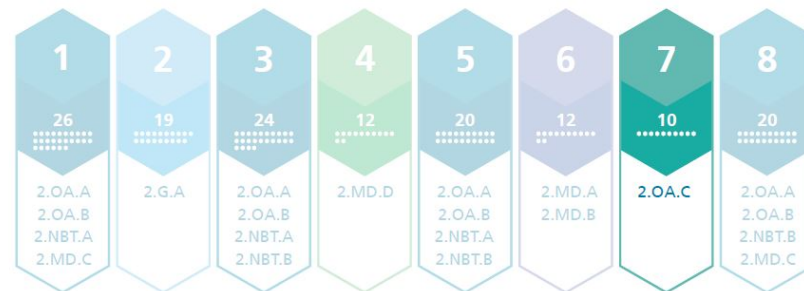 1 2 3 4 5 6 7 8
26 19 24 12 20 12 10 20
2.OA.A 2.G.A 2.OA.A 2.MD.D 2.OA.A 2.MD.A 2.OA.C 2.OA.A
2.OA.B 2.OA.B 2.OA.B 2.MD.B 2.OA.B
2.NBT.A 2.NBT.A 2.NBT.A 2.NBT.B
2.MD.C 2.NBT.B 2.NBT.B 2.MD.C